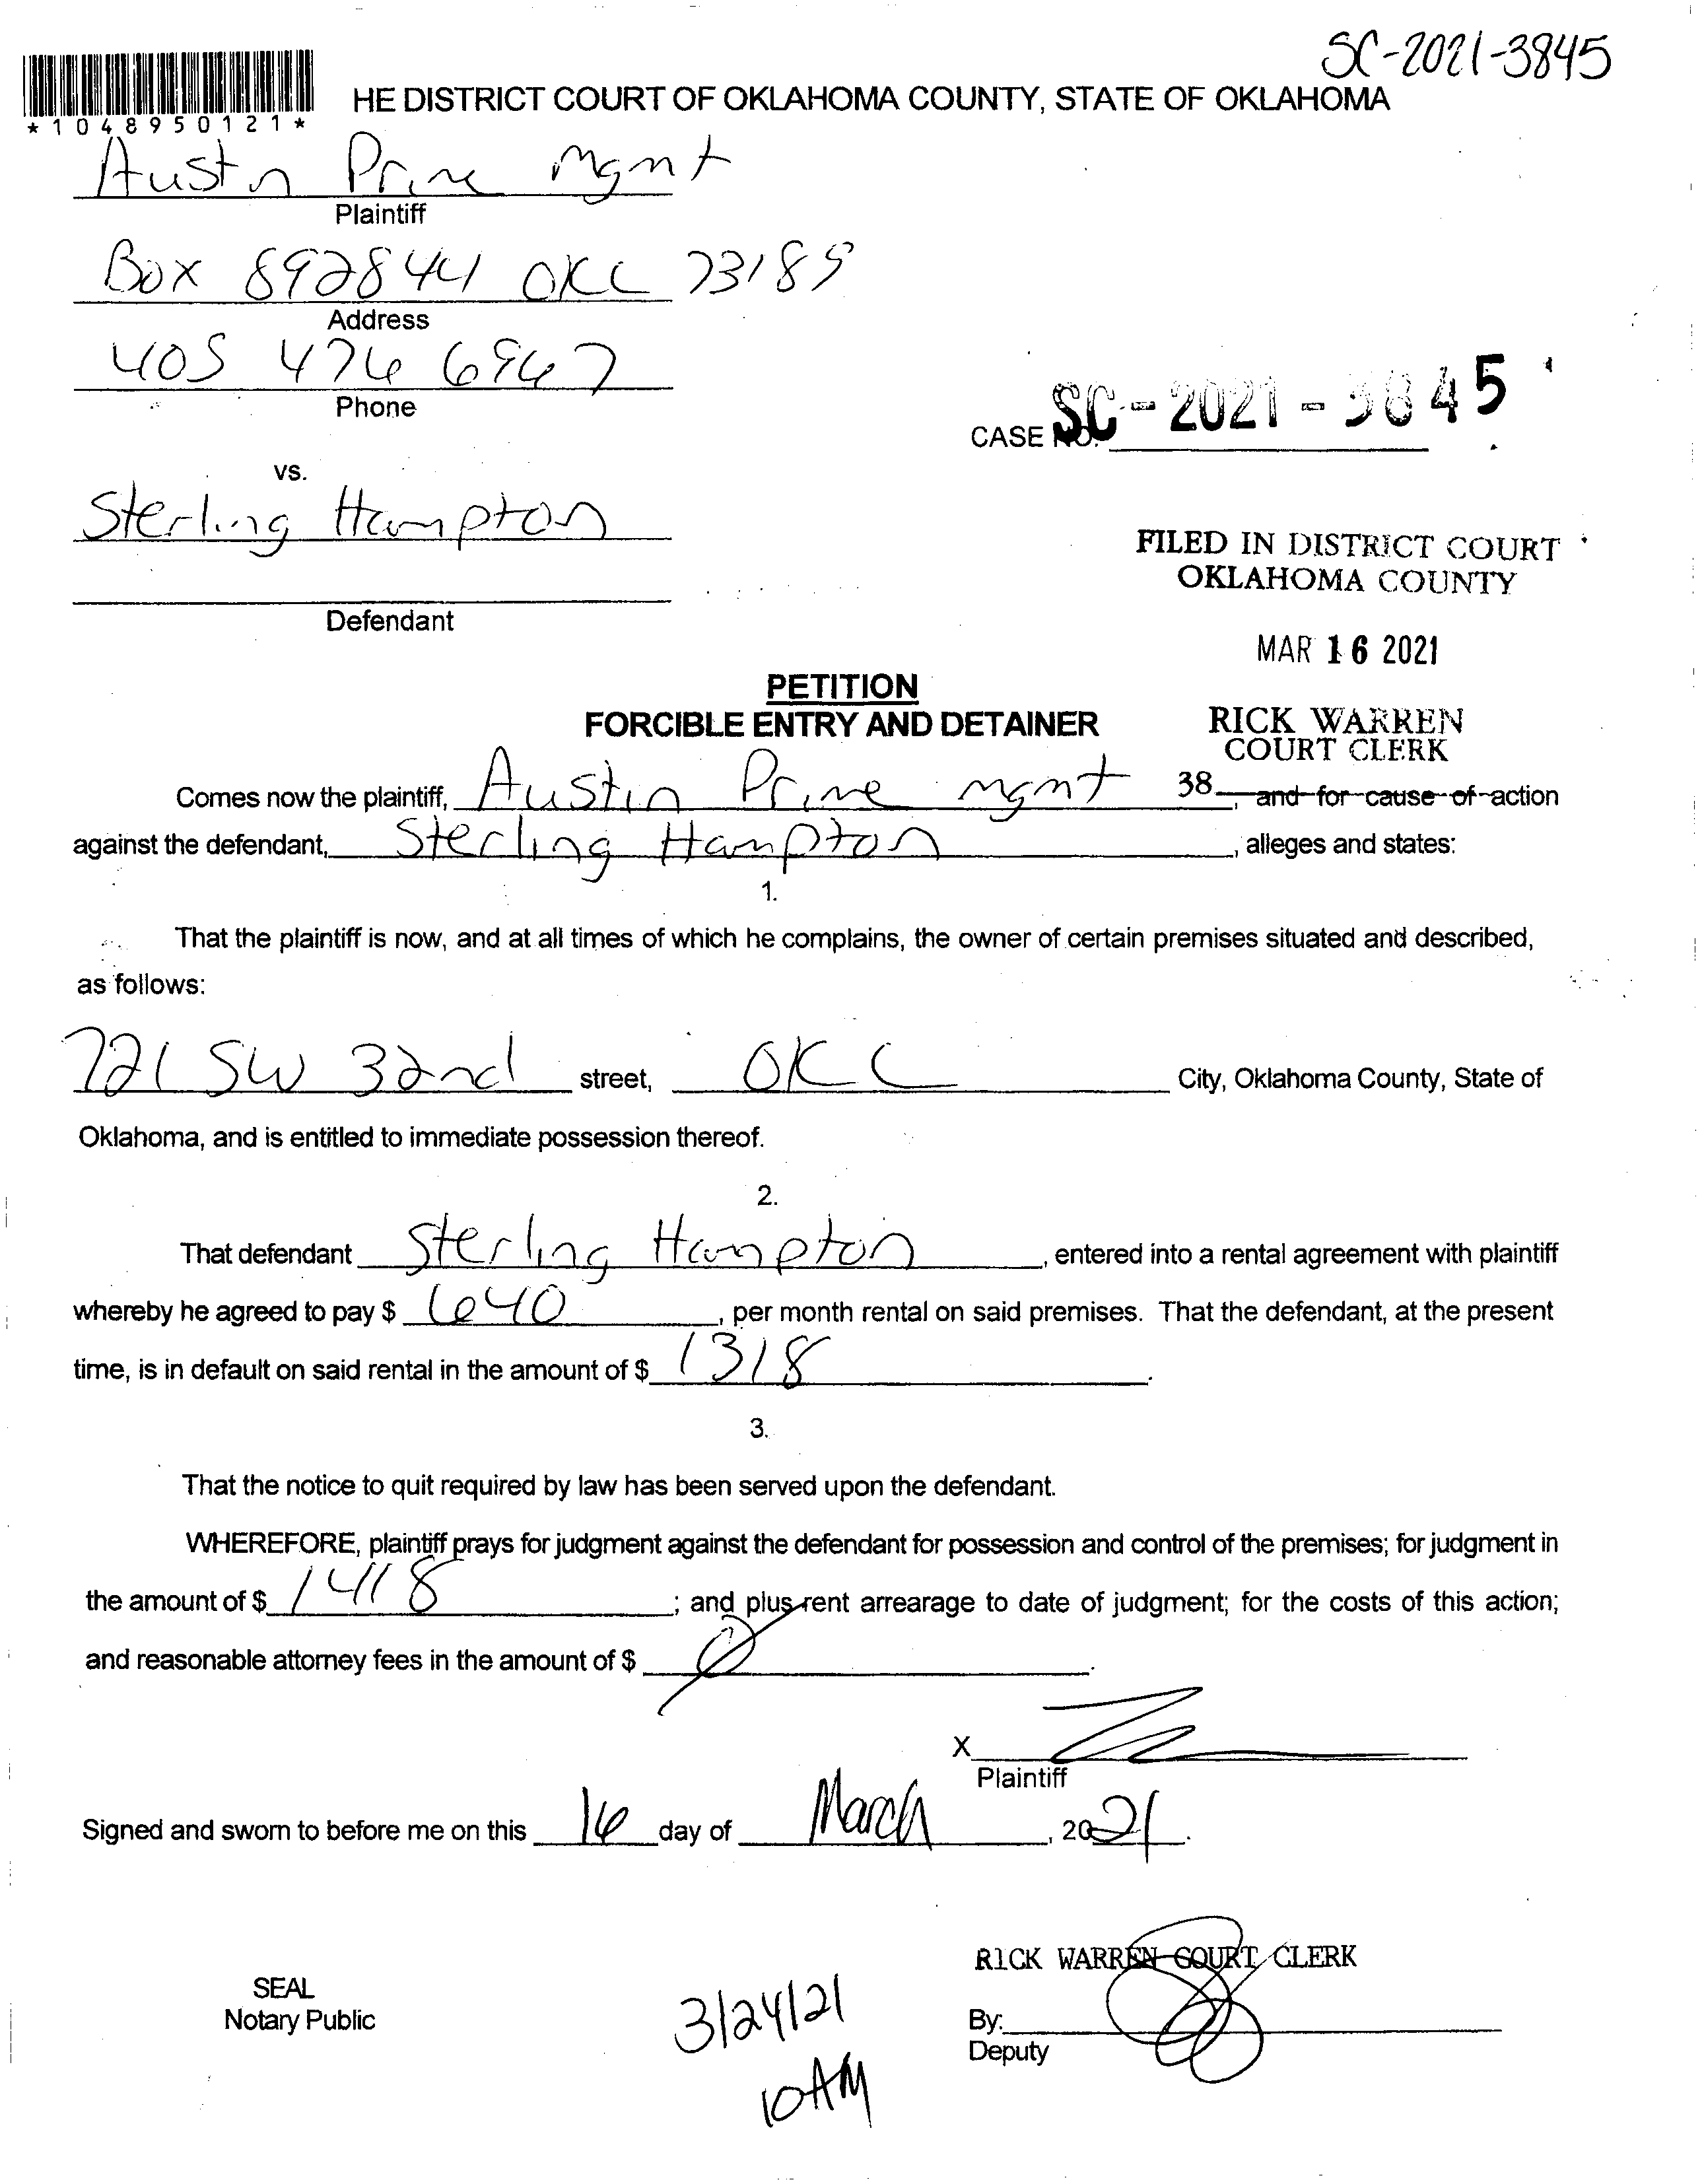 SC-2021-3845
*1048950121*
HE DISTRICT COURT OF OKLAHOMA COUNTY, STATE OF OKLAHOMA
Austin Prime Mgmt
Plaintiff
Box 892844 OKC 73189
Address
405 476 6967
Phone
CASE NO. SC-2021-3845
vs.
Sterling Hampton
FILED IN DISTRICT COURT
OKLAHOMA COUNTY
Defendant
MAR 16 2021
PETITION
FORCIBLE ENTRY AND DETAINER
RICK WARREN
COURT CLERK
Comes now the plaintiff, Austin Prime mgmt 38 , and for cause of action
against the defendant, Sterling Hampton , alleges and states:
1.
That the plaintiff is now, and at all times of which he complains, the owner of certain premises situated and described,
as follows:
721 SW 32nd street, OKC City, Oklahoma County, State of
Oklahoma, and is entitled to immediate possession thereof.
2.
That defendant Sterling Hampton , entered into a rental agreement with plaintiff
whereby he agreed to pay $ 640 , per month rental on said premises. That the defendant, at the present
time, is in default on said rental in the amount of $ 1318 .
3.
That the notice to quit required by law has been served upon the defendant.
WHEREFORE, plaintiff prays for judgment against the defendant for possession and control of the premises; for judgment in
the amount of $ 1418 ; and plus rent arrearage to date of judgment; for the costs of this action;
and reasonable attorney fees in the amount of $ 0 .
X
Plaintiff
Signed and sworn to before me on this 16 day of March , 2021.
RICK WARREN COURT CLERK
SEAL
Notary Public
3/24/21
10AM
By:
Deputy